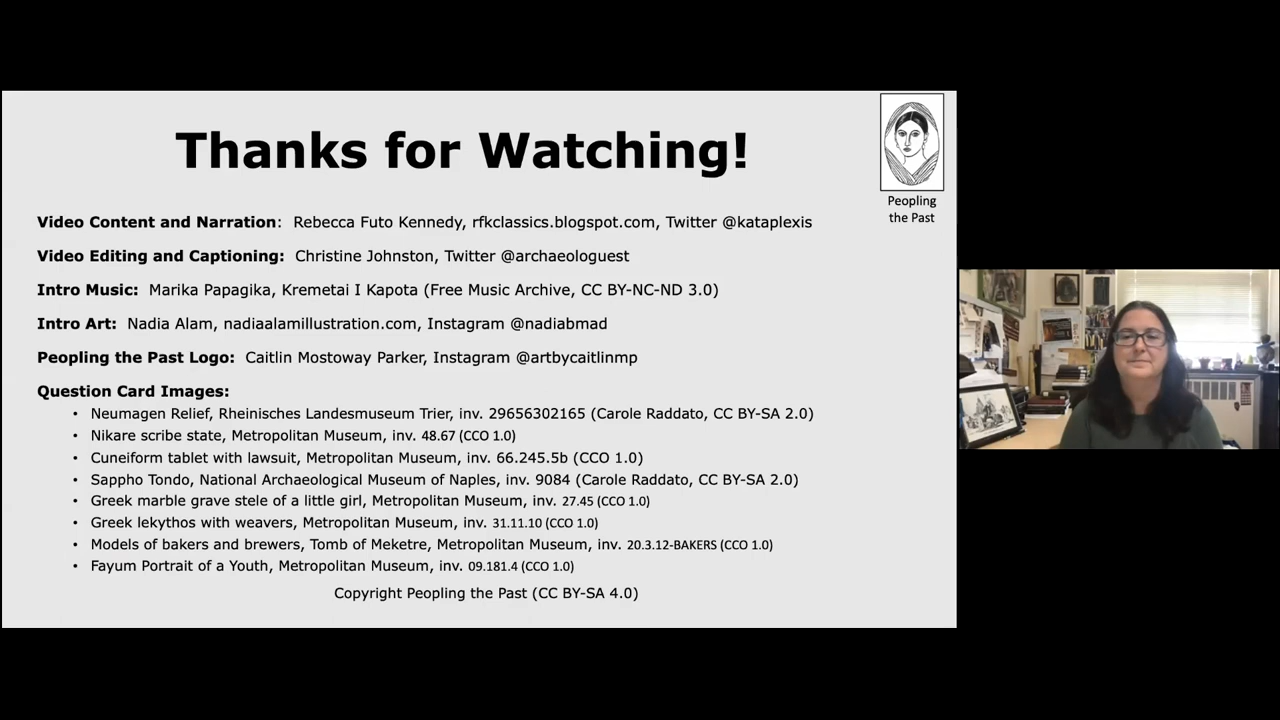 Thanks for Watching!
Peopling
the Past
Video Content and Narration: Rebecca Futo Kennedy, rfkclassics.blogspot.com, Twitter @kataplexis
Video Editing and Captioning: Christine Johnston, Twitter @archaeologuest
Intro Music: Marika Papagika, Kremetai I Kapota (Free Music Archive, CC BY-NC-ND 3.0)
Intro Art: Nadia Alam, nadiaalamillustration.com, Instagram @nadiabmad
Peopling the Past Logo: Caitlin Mostoway Parker, Instagram @artbycaitlinmp
Question Card Images:
• Neumagen Relief, Rheinisches Landesmuseum Trier, inv. 29656302165 (Carole Raddato, CC BY-SA 2.0)
• Nikare scribe state, Metropolitan Museum, inv. 48.67 (CCO 1.0)
• Cuneiform tablet with lawsuit, Metropolitan Museum, inv. 66.245.5b (CCO 1.0)
• Sappho Tondo, National Archaeological Museum of Naples, inv. 9084 (Carole Raddato, CC BY-SA 2.0)
• Greek marble grave stele of a little girl, Metropolitan Museum, inv. 27.45 (CCO 1.0)
• Greek lekythos with weavers, Metropolitan Museum, inv. 31.11.10 (CCO 1.0)
• Models of bakers and brewers, Tomb of Meketre, Metropolitan Museum, inv. 20.3.12-BAKERS (CCO 1.0)
• Fayum Portrait of a Youth, Metropolitan Museum, inv. 09.181.4 (CCO 1.0)
Copyright Peopling the Past (CC BY-SA 4.0)